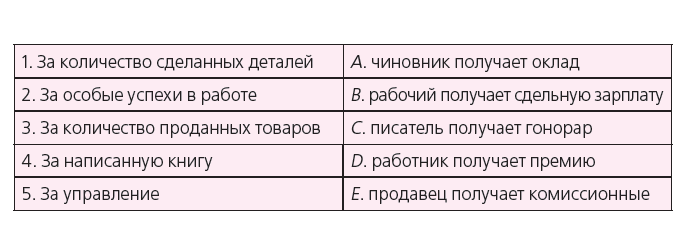 1. За количество сделанных деталей
A. чиновник получает оклад
2. За особые успехи в работе
B. рабочий получает сдельную зарплату
3. За количество проданных товаров
C. писатель получает гонорар
4. За написанную книгу
D. работник получает премию
5. За управление
E. продавец получает комиссионные